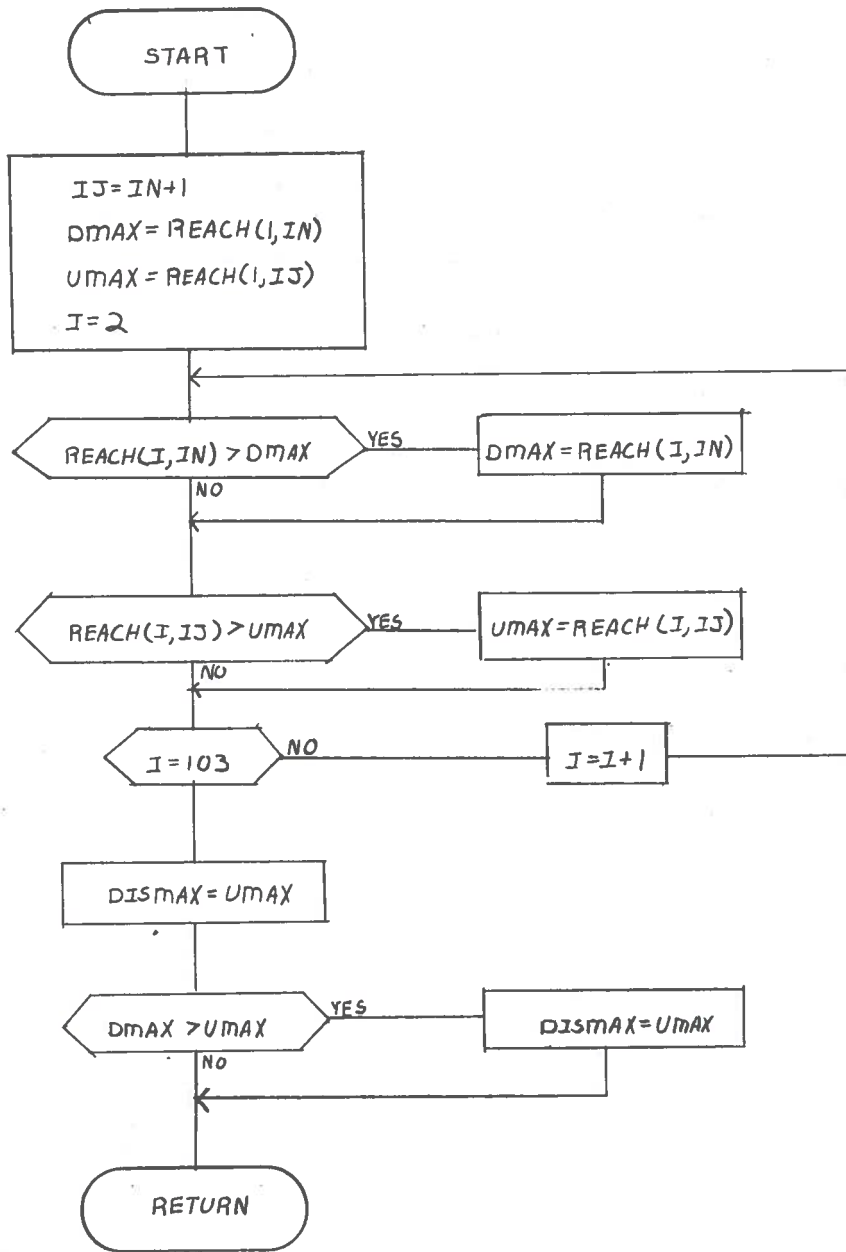 START
IJ=IN+1
DMAX=REACH(1,IN)
UMAX=REACH(1,IJ)
I=2
REACH(I,IN)>DMAX
YES
DMAX=REACH(I,IN)
NO
REACH(I,IJ)>UMAX
YES
UMAX=REACH(I,IJ)
NO
I=103
NO
I=I+1
DISMAX=UMAX
DMAX>UMAX
YES
DISMAX=UMAX
NO
RETURN